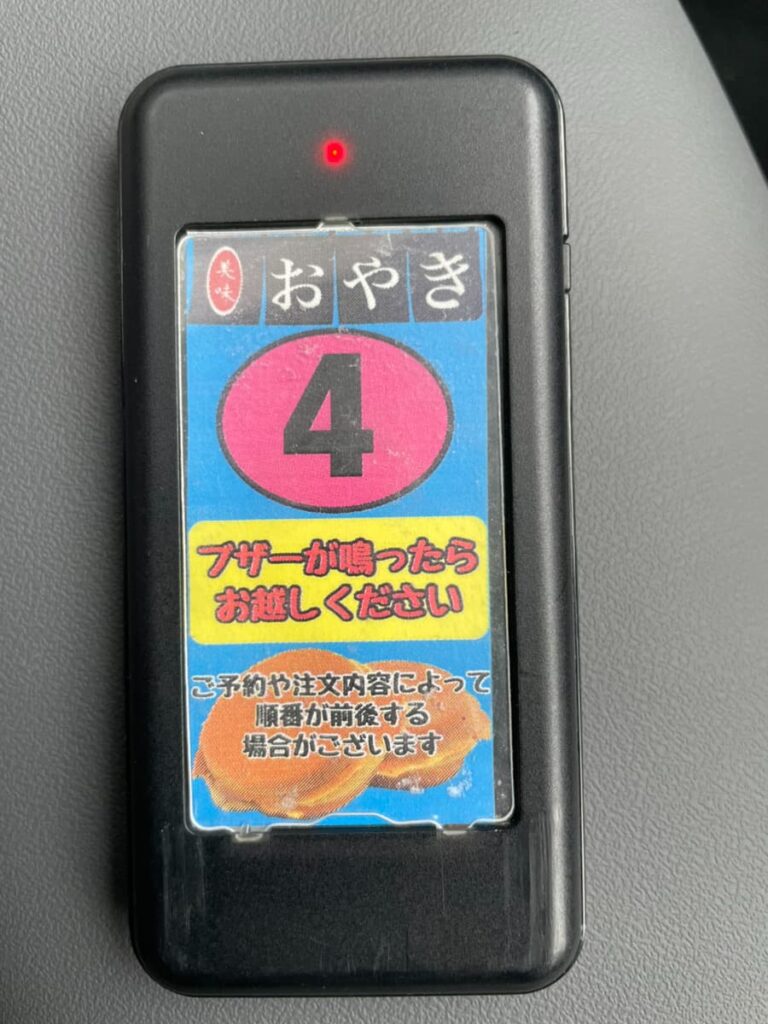 美味
おやき
4
ブザーが鳴ったら
お越しください
ご予約や注文内容によって
順番が前後する
場合がございます